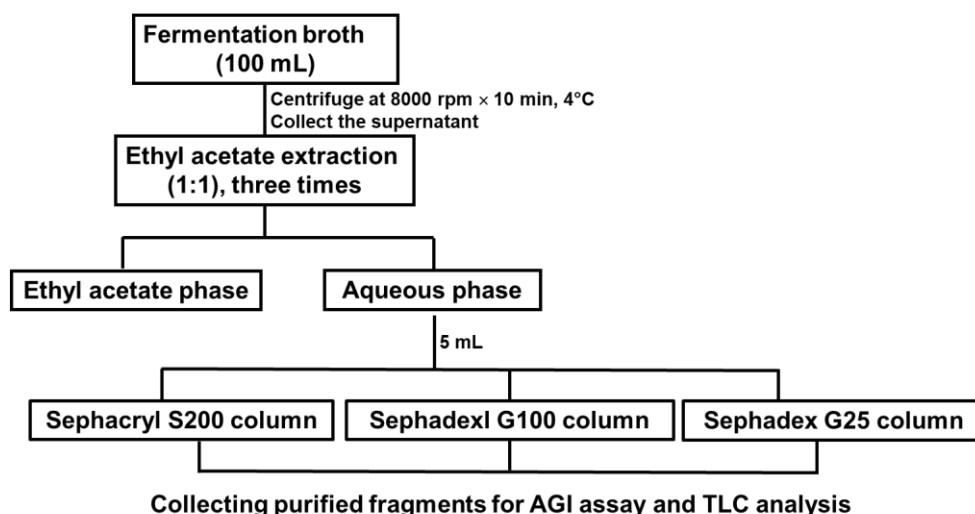 Fermentation broth
(100 mL)
Centrifuge at 8000 rpm × 10 min, 4°C
Collect the supernatant
Ethyl acetate extraction
(1:1), three times
Ethyl acetate phase
Aqueous phase
5 mL
Sephacryl S200 column
Sephadexl G100 column
Sephadex G25 column
Collecting purified fragments for AGI assay and TLC analysis